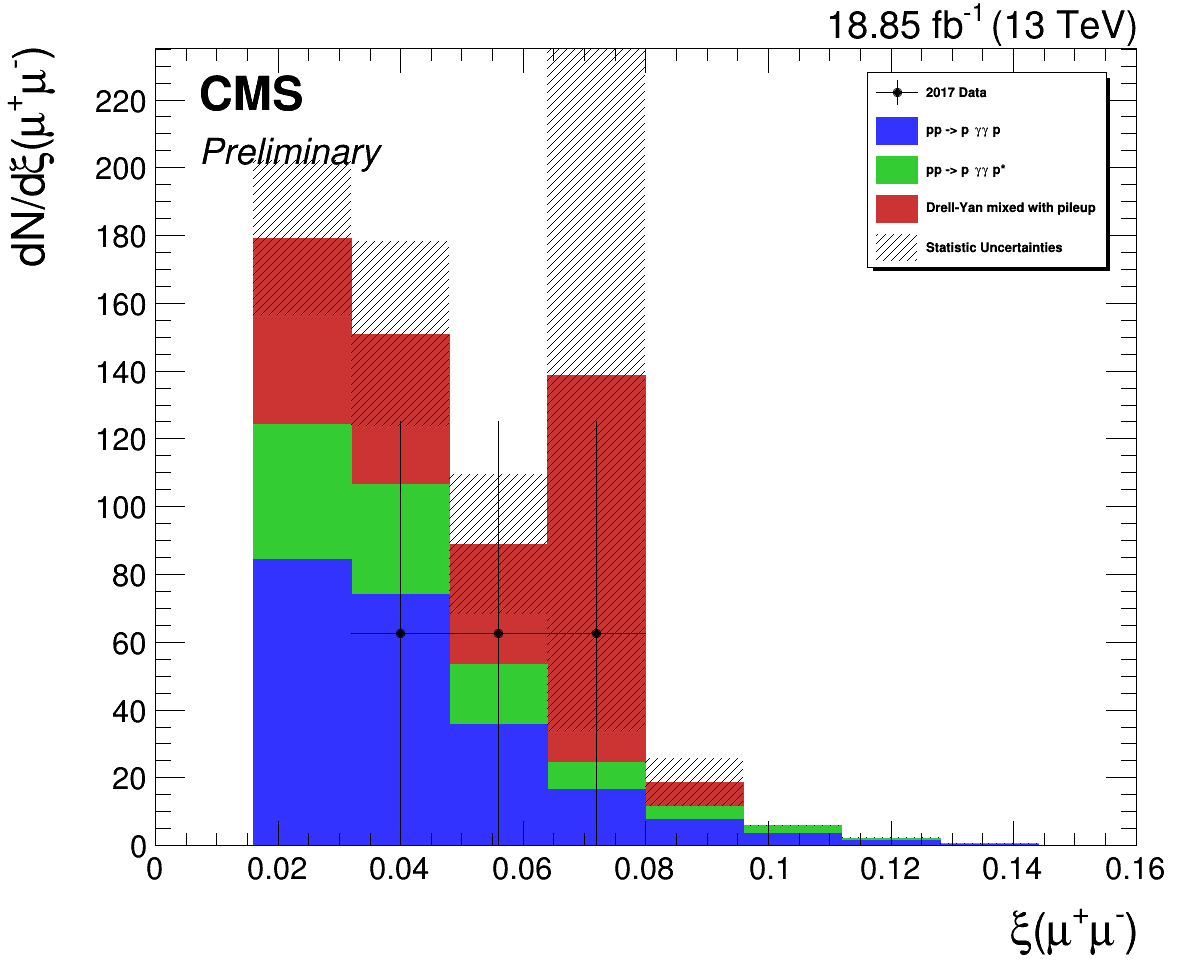 18.85 fb⁻¹ (13 TeV)
dN/dξ(μ⁺μ⁻)
CMS
Preliminary
2017 Data
pp -> p γγ p
pp -> p γγ p*
Drell-Yan mixed with pileup
Statistic Uncertainties
220
200
180
160
140
120
100
80
60
40
20
0
0 0.02 0.04 0.06 0.08 0.1 0.12 0.14 0.16
ξ(μ⁺μ⁻)